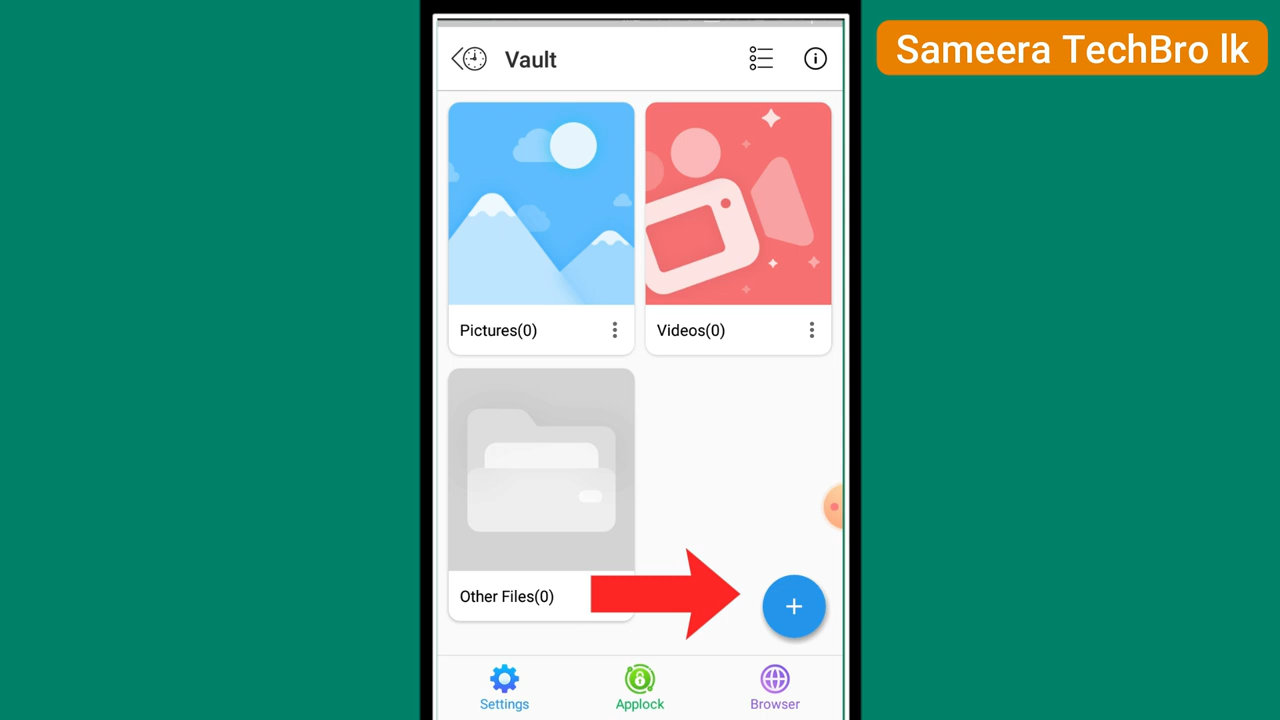 Sameera TechBro lk
Vault
Pictures(0)
Videos(0)
Other Files(0)
Settings
Applock
Browser